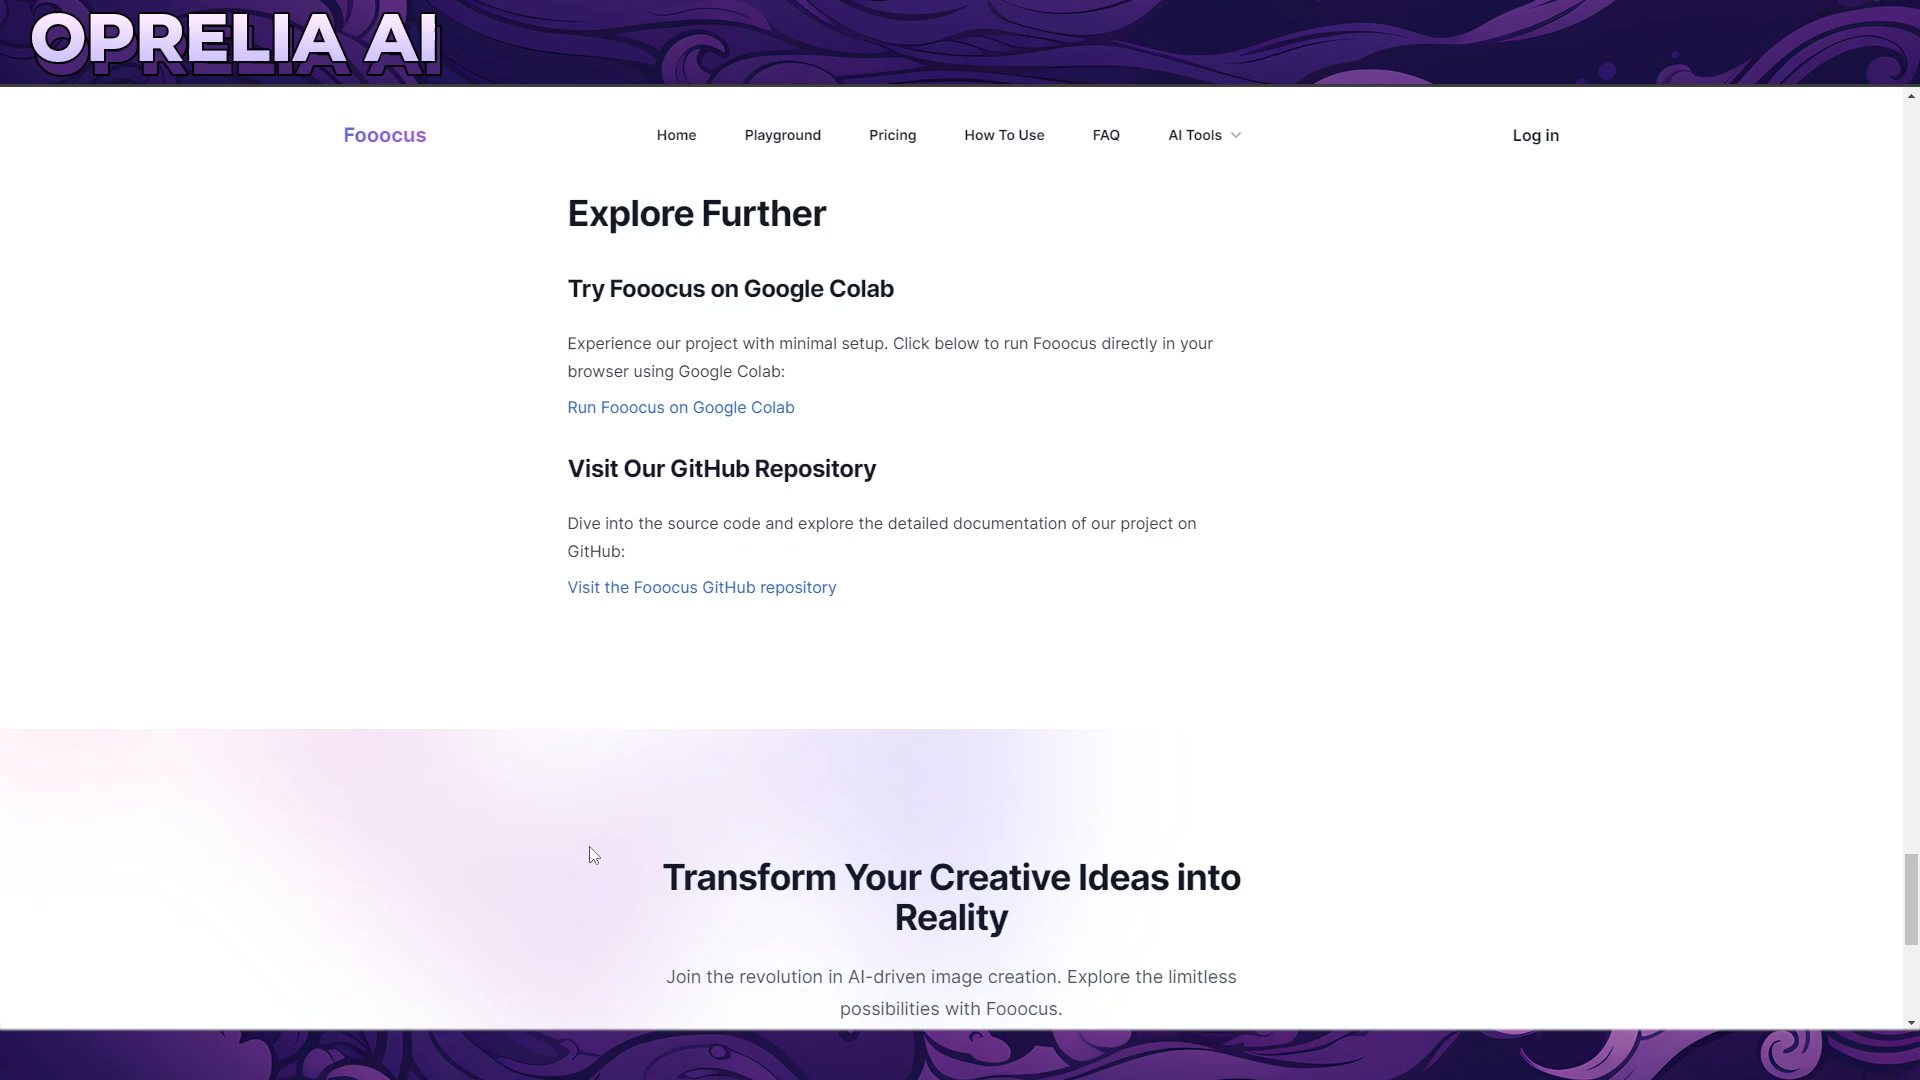 OPRELIA AI
Fooocus
Home Playground Pricing How To Use FAQ AI Tools
Log in
Explore Further
Try Fooocus on Google Colab
Experience our project with minimal setup. Click below to run Fooocus directly in your
browser using Google Colab:
Run Fooocus on Google Colab
Visit Our GitHub Repository
Dive into the source code and explore the detailed documentation of our project on
GitHub:
Visit the Fooocus GitHub repository
Transform Your Creative Ideas into
Reality
Join the revolution in AI-driven image creation. Explore the limitless
possibilities with Fooocus.